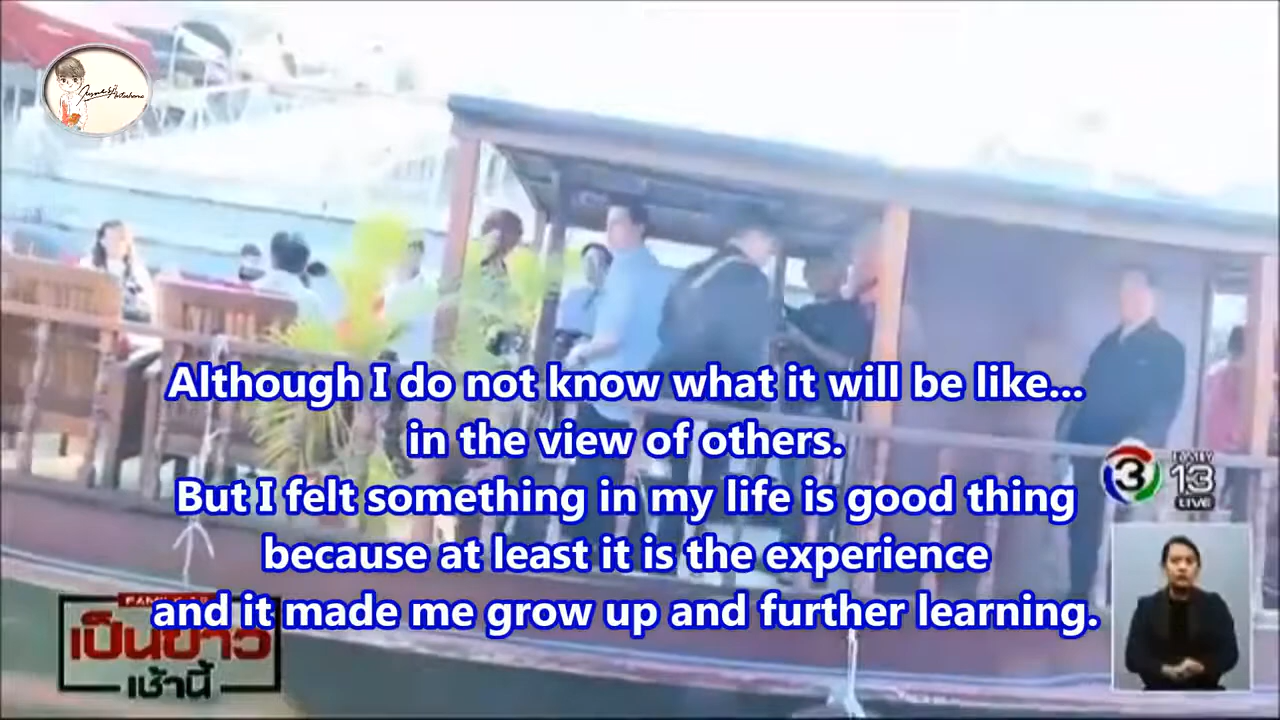 Although I do not know what it will be like...
in the view of others.
But I felt something in my life is good thing
because at least it is the experience
and it made me grow up and further learning.
3
FAMILY
13
LIVE
เป็นข่าว
เช้านี้